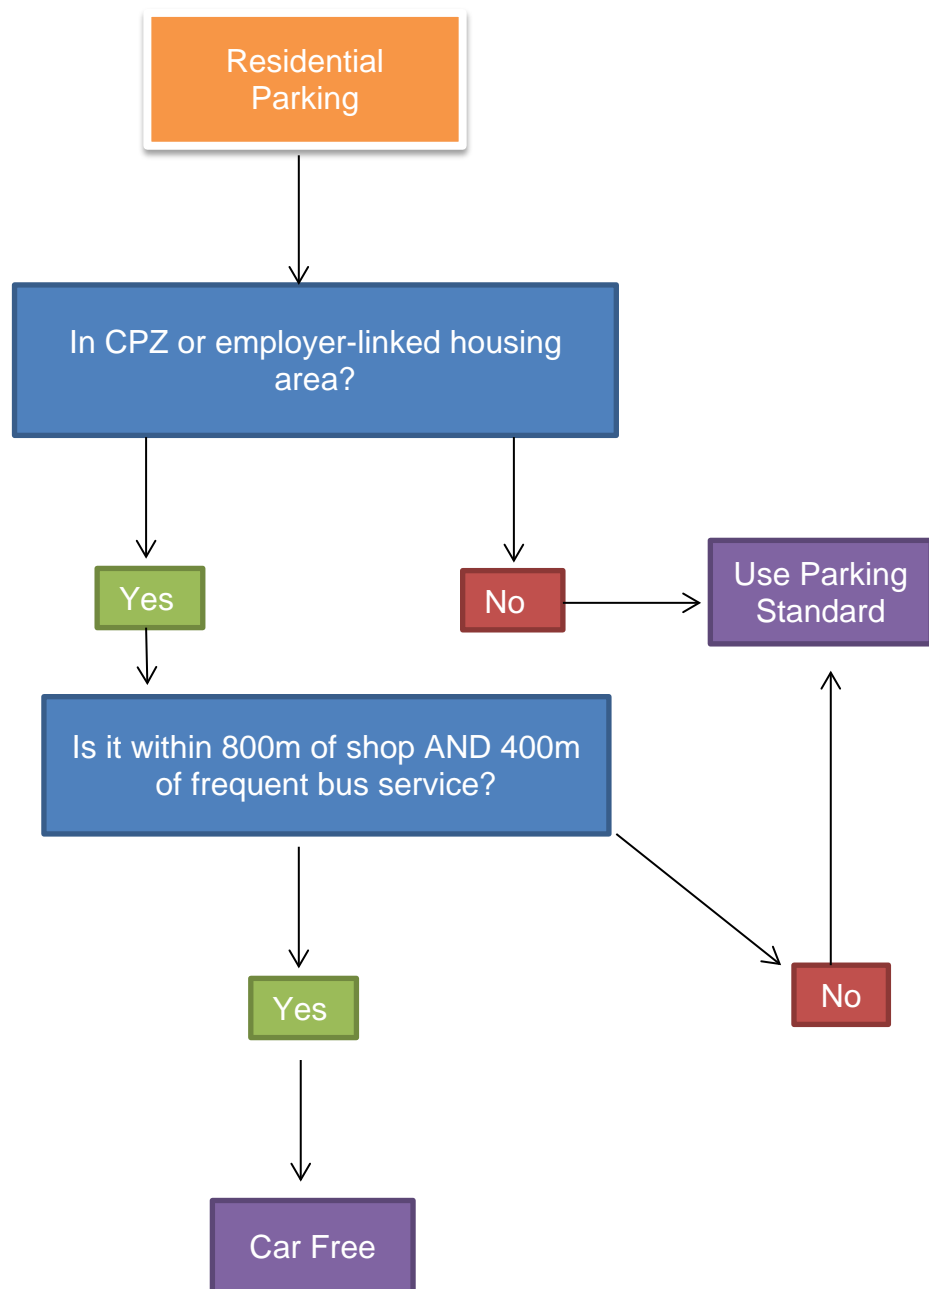 Residential
Parking
In CPZ or employer-linked housing
area?
Yes
No
Use Parking
Standard
Is it within 800m of shop AND 400m
of frequent bus service?
Yes
No
Car Free